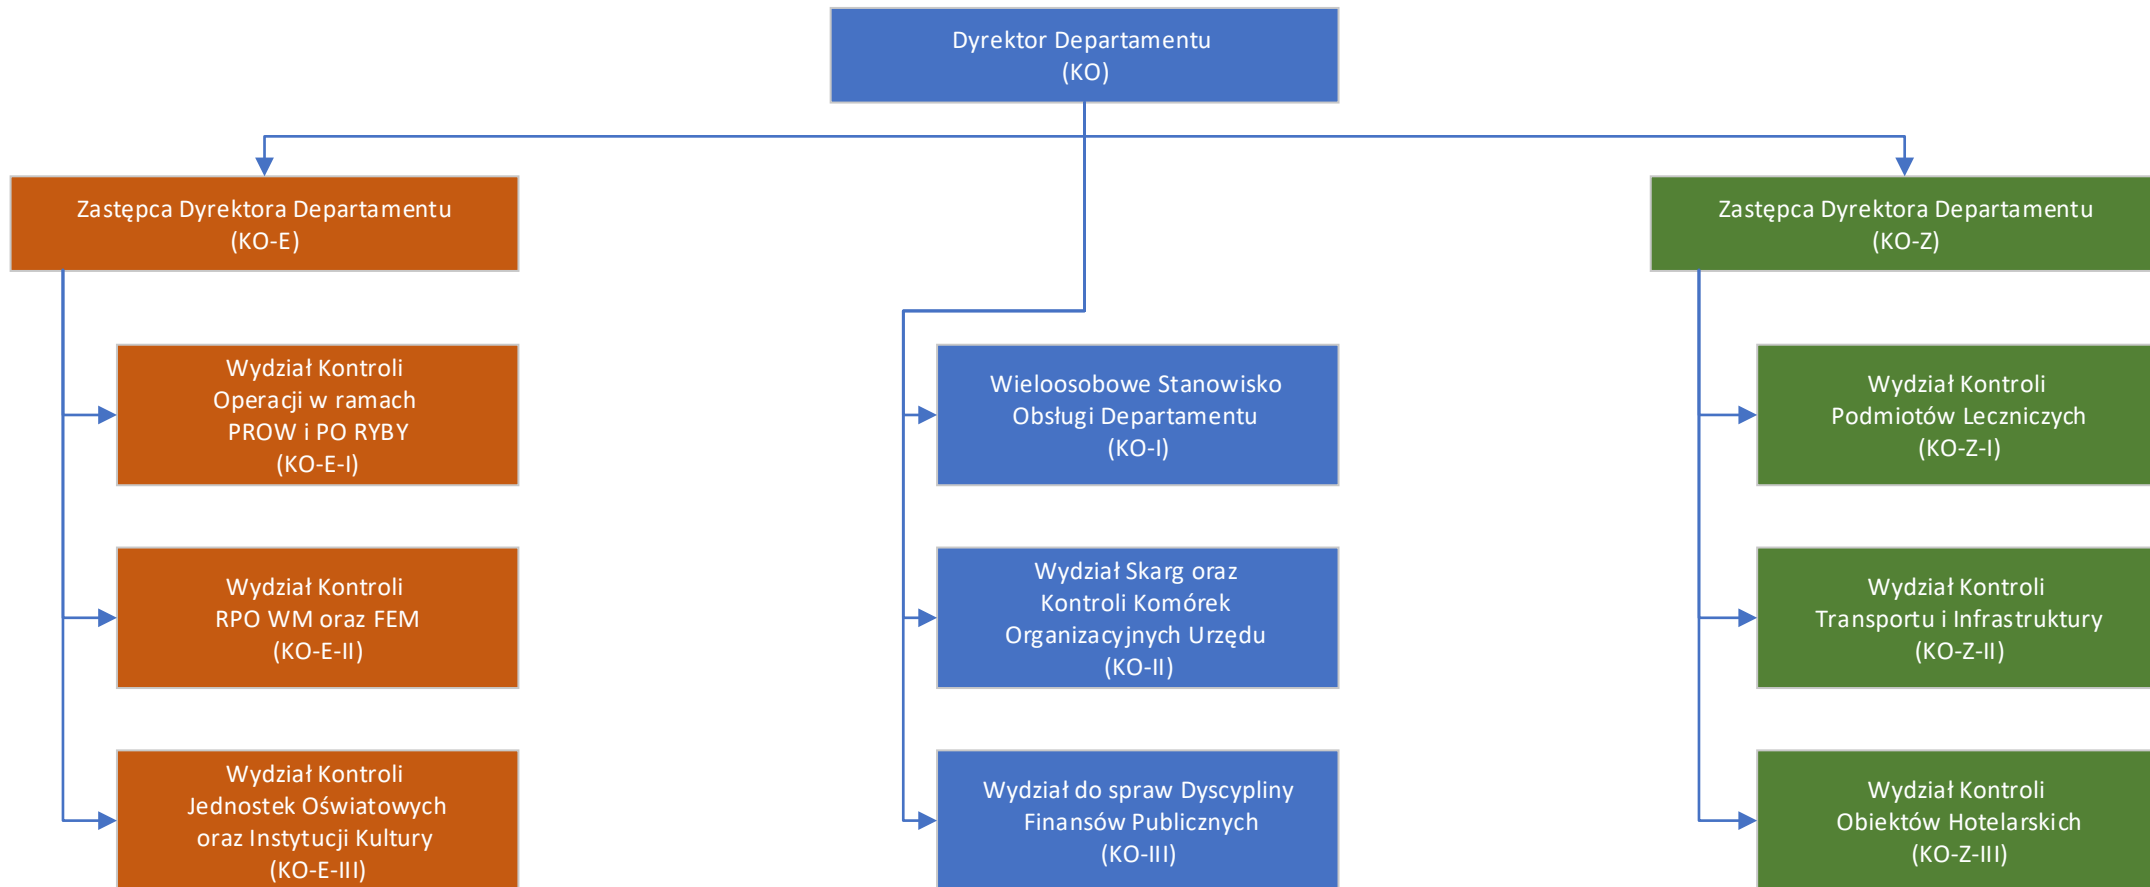 Dyrektor Departamentu
(KO)
Zastępca Dyrektora Departamentu
(KO-E)
Zastępca Dyrektora Departamentu
(KO-Z)
Wydział Kontroli
Operacji w ramach
PROW i PO RYBY
(KO-E-I)
Wieloosobowe Stanowisko
Obsługi Departamentu
(KO-I)
Wydział Kontroli
Podmiotów Leczniczych
(KO-Z-I)
Wydział Kontroli
RPO WM oraz FEM
(KO-E-II)
Wydział Skarg oraz
Kontroli Komórek
Organizacyjnych Urzędu
(KO-II)
Wydział Kontroli
Transportu i Infrastruktury
(KO-Z-II)
Wydział Kontroli
Jednostek Oświatowych
oraz Instytucji Kultury
(KO-E-III)
Wydział do spraw Dyscypliny
Finansów Publicznych
(KO-III)
Wydział Kontroli
Obiektów Hotelarskich
(KO-Z-III)